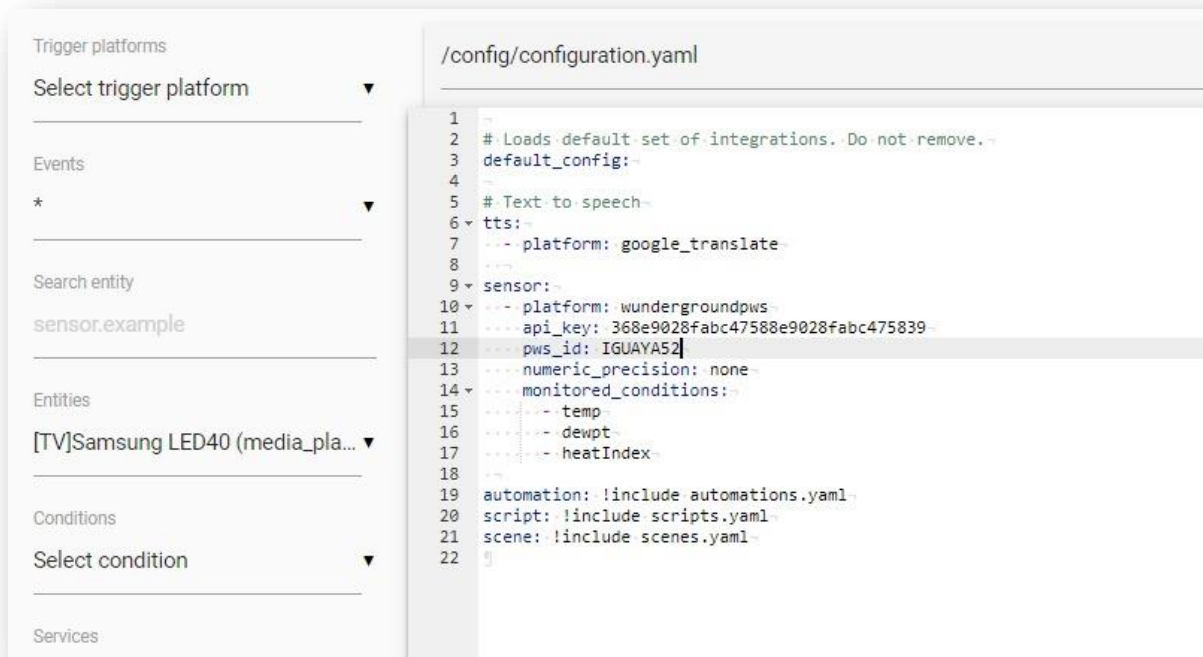 Trigger platforms
Select trigger platform
Events
*
Search entity
sensor.example
Entities
[TV]Samsung LED40 (media_pla...
Conditions
Select condition
Services
/config/configuration.yaml
1
2 # Loads default set of integrations. Do not remove.
3 default_config:
4
5 # Text to speech
6 tts:
7   - platform: google_translate
8
9 sensor:
10   - platform: wundergroundpws
11     api_key: 368e9028fabc47588e9028fabc475839
12     pws_id: IGUAYA52
13     numeric_precision: none
14     monitored_conditions:
15       - temp
16       - dewpt
17       - heatIndex
18
19 automation: !include automations.yaml
20 script: !include scripts.yaml
21 scene: !include scenes.yaml
22